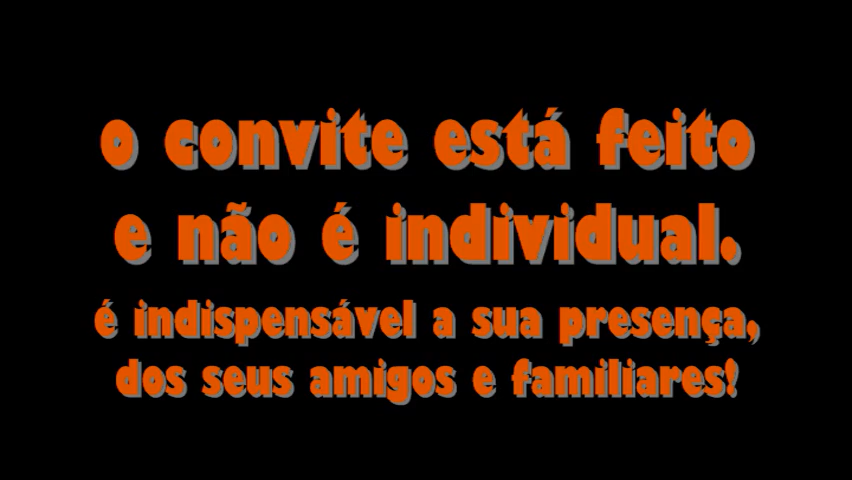 o convite está feito
e não é individual.
é indispensável a sua presença,
dos seus amigos e familiares!